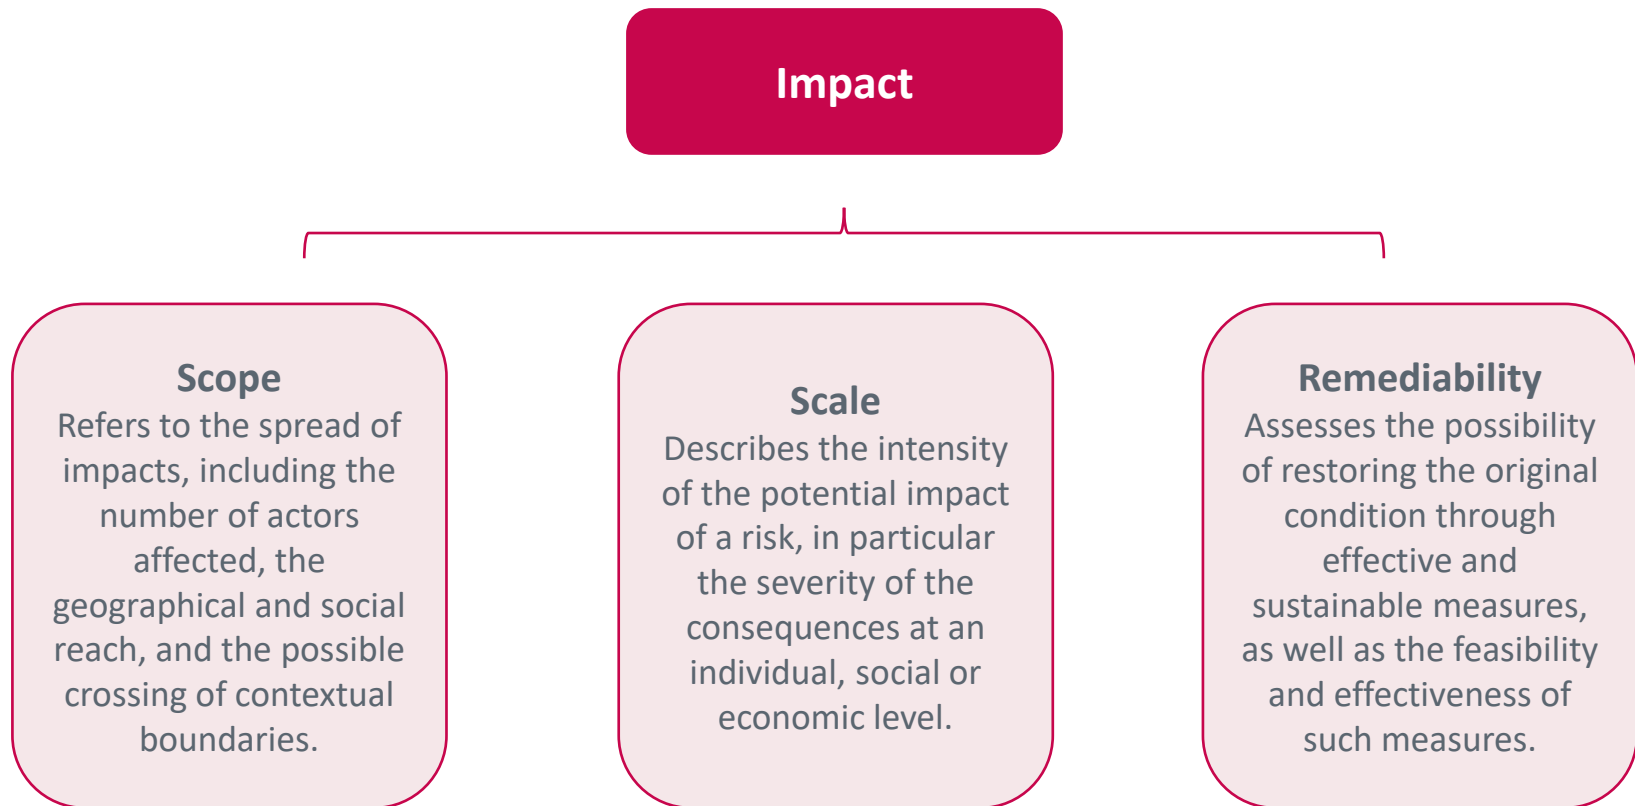 Impact
Scope
Refers to the spread of
impacts, including the
number of actors
affected, the
geographical and social
reach, and the possible
crossing of contextual
boundaries.
Scale
Describes the intensity
of the potential impact
of a risk, in particular
the severity of the
consequences at an
individual, social or
economic level.
Remediability
Assesses the possibility
of restoring the original
condition through
effective and
sustainable measures,
as well as the feasibility
and effectiveness of
such measures.